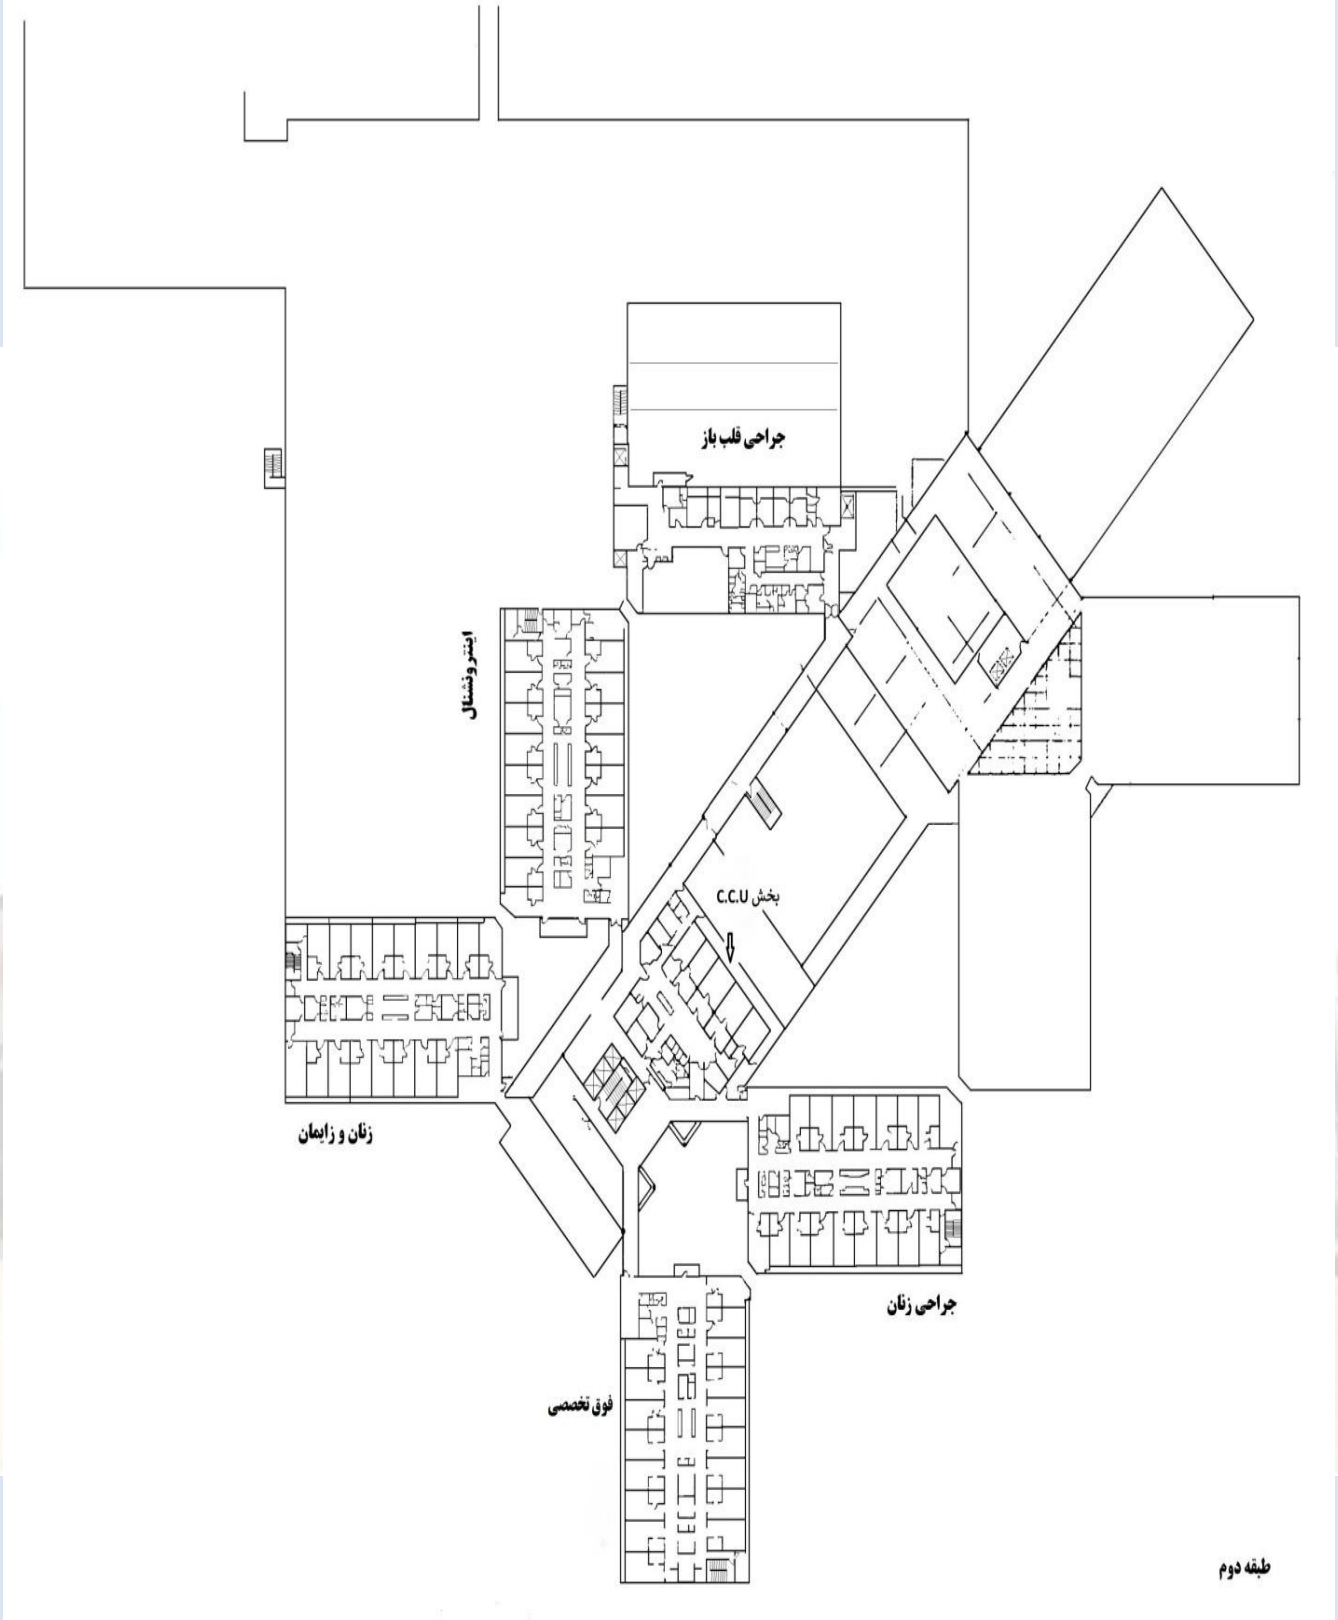 جراحی قلب باز
اینترونشنال
بخش C.C.U
زنان و زایمان
جراحی زنان
فوق تخصصی
طبقه دوم